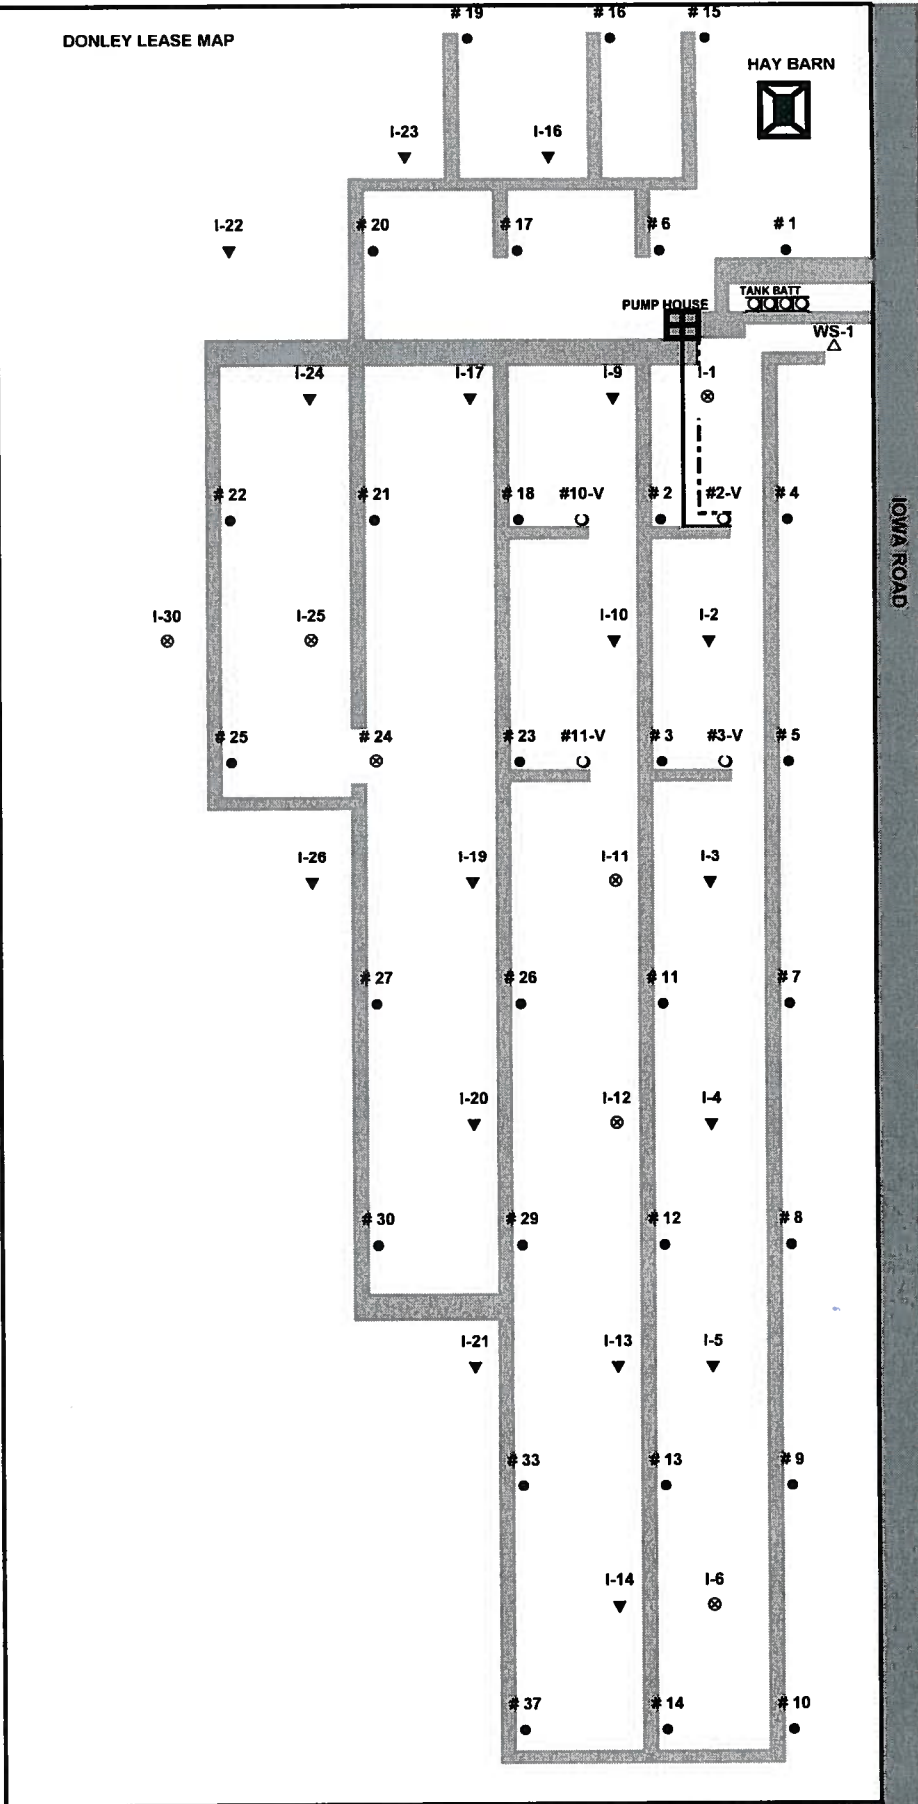 # 19 # 16 # 15
DONLEY LEASE MAP
HAY BARN
I-23 I-16
I-22 # 20 # 17 # 6 # 1
TANK BATT
PUMP HOUSE
WS-1
I-24 I-17 I-9 I-1
# 22 # 21 # 18 #10-V # 2 #2-V # 4
IOWA ROAD
I-30 I-25 I-10 I-2
# 25 # 24 # 23 #11-V # 3 #3-V # 5
I-26 I-19 I-11 I-3
# 27 # 26 # 11 # 7
I-20 I-12 I-4
# 30 # 29 # 12 # 8
I-21 I-13 I-5
# 33 # 13 # 9
I-14 I-6
# 37 # 14 # 10